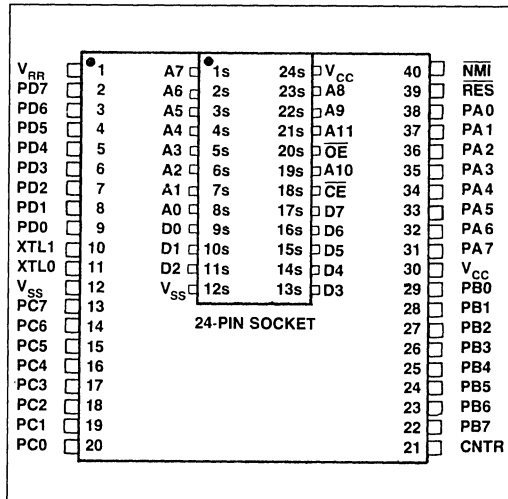 V_RR 1 A7 1s 24s V_CC 40 N̅M̅I̅
PD7 2 A6 2s 23s A8 39 R̅E̅S̅
PD6 3 A5 3s 22s A9 38 PA0
PD5 4 A4 4s 21s A11 37 PA1
PD4 5 A3 5s 20s O̅E̅ 36 PA2
PD3 6 A2 6s 19s A10 35 PA3
PD2 7 A1 7s 18s C̅E̅ 34 PA4
PD1 8 A0 8s 17s D7 33 PA5
PD0 9 D0 9s 16s D6 32 PA6
XTL1 10 D1 10s 15s D5 31 PA7
XTL0 11 D2 11s 14s D4 30 V_CC
V_SS 12 V_SS 12s 13s D3 29 PB0
PC7 13 28 PB1
24-PIN SOCKET
PC6 14 27 PB2
PC5 15 26 PB3
PC4 16 25 PB4
PC3 17 24 PB5
PC2 18 23 PB6
PC1 19 22 PB7
PC0 20 21 CNTR